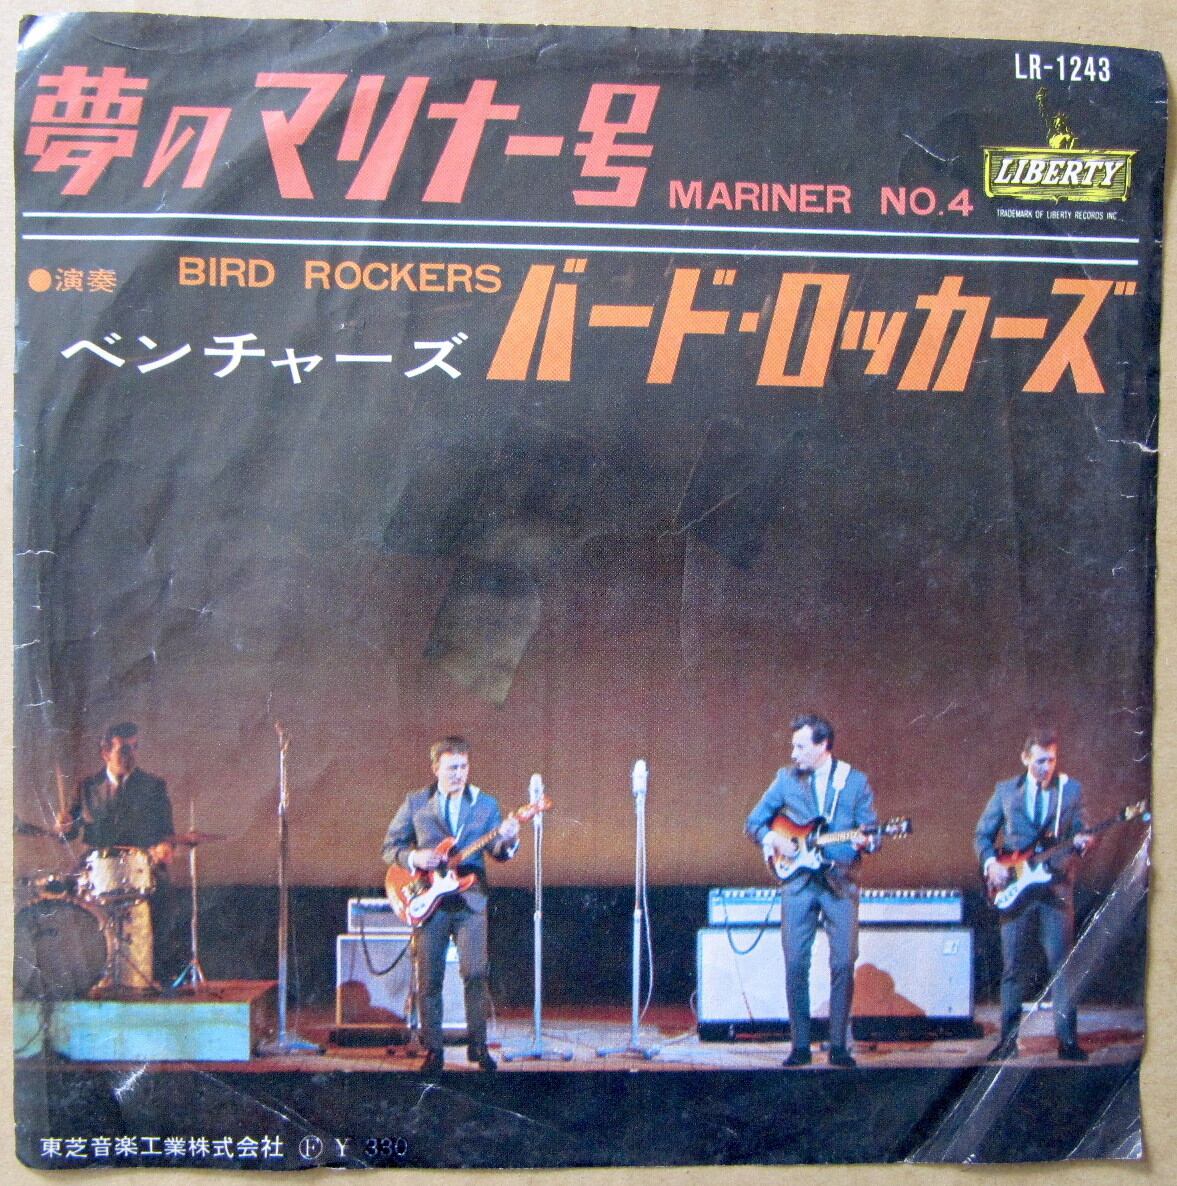 LR-1243
夢のマリナー号
MARINER NO.4
LIBERTY
TRADEMARK OF LIBERTY RECORDS INC
●演奏
BIRD ROCKERS
バード・ロッカーズ
ベンチャーズ
東芝音楽工業株式会社 Ⓕ Y 330